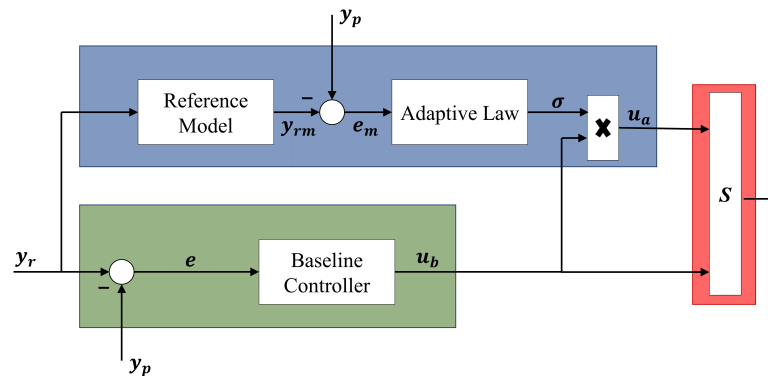 y_p
Reference
Model
−
y_rm
e_m
Adaptive Law
σ
×
u_a
S
y_r
−
e
Baseline
Controller
u_b
y_p